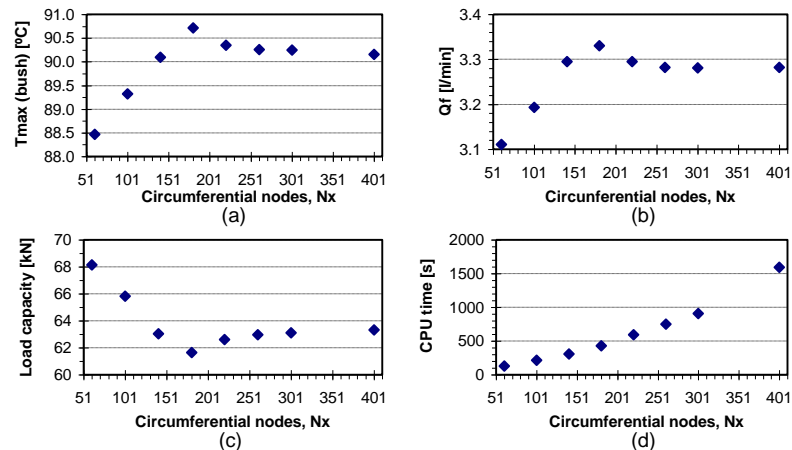 Tmax (bush) [ºC]
91.0
90.5
90.0
89.5
89.0
88.5
88.0
51 101 151 201 251 301 351 401
Circumferential nodes, Nx
(a)
Qf [l/min]
3.4
3.3
3.2
3.1
51 101 151 201 251 301 351 401
Circunferential nodes, Nx
(b)
Load capacity [kN]
70
68
66
64
62
60
51 101 151 201 251 301 351 401
Circumferential nodes, Nx
(c)
CPU time [s]
2000
1500
1000
500
0
51 101 151 201 251 301 351 401
Circumferential nodes, Nx
(d)